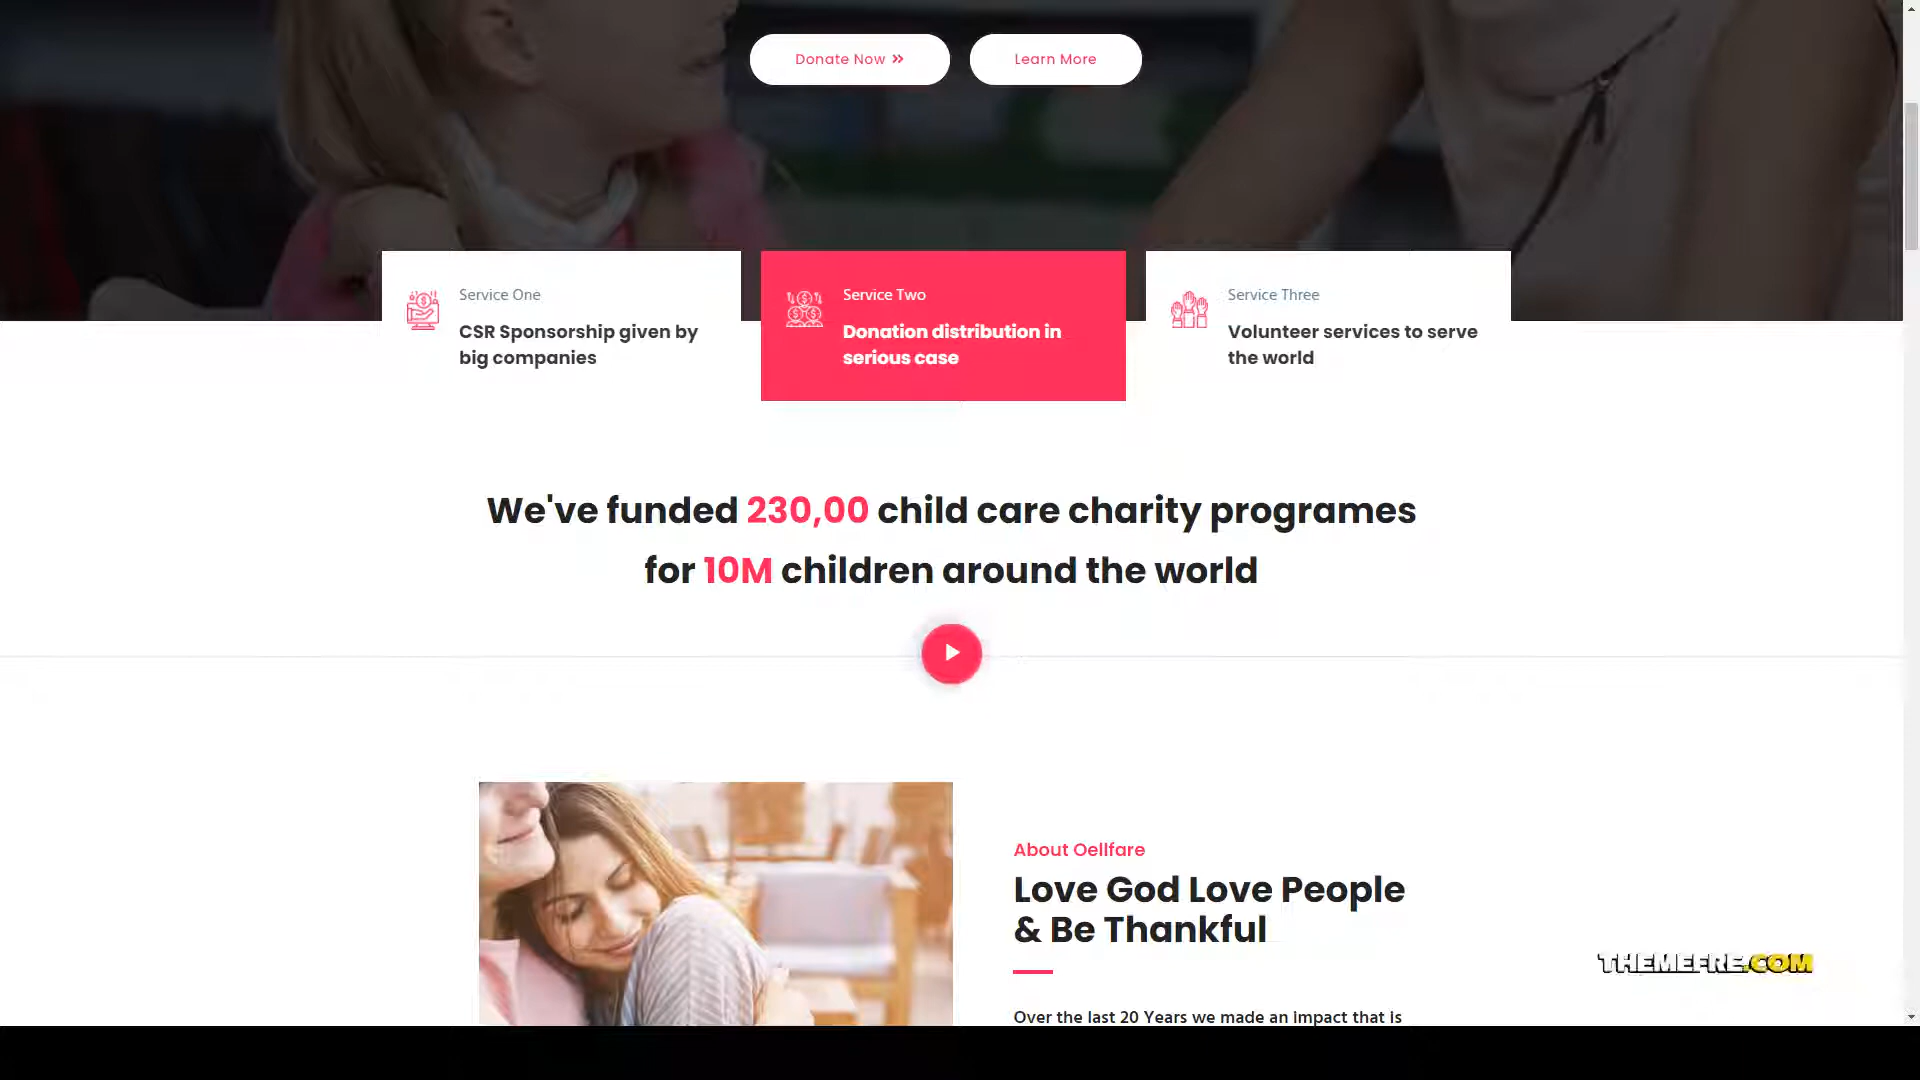 Donate Now »
Learn More
Service One
CSR Sponsorship given by
big companies
Service Two
Donation distribution in
serious case
Service Three
Volunteer services to serve
the world
We've funded 230,00 child care charity programes
for 10M children around the world
About Oellfare
Love God Love People
& Be Thankful
Over the last 20 Years we made an impact that is
THEMEFRE.COM